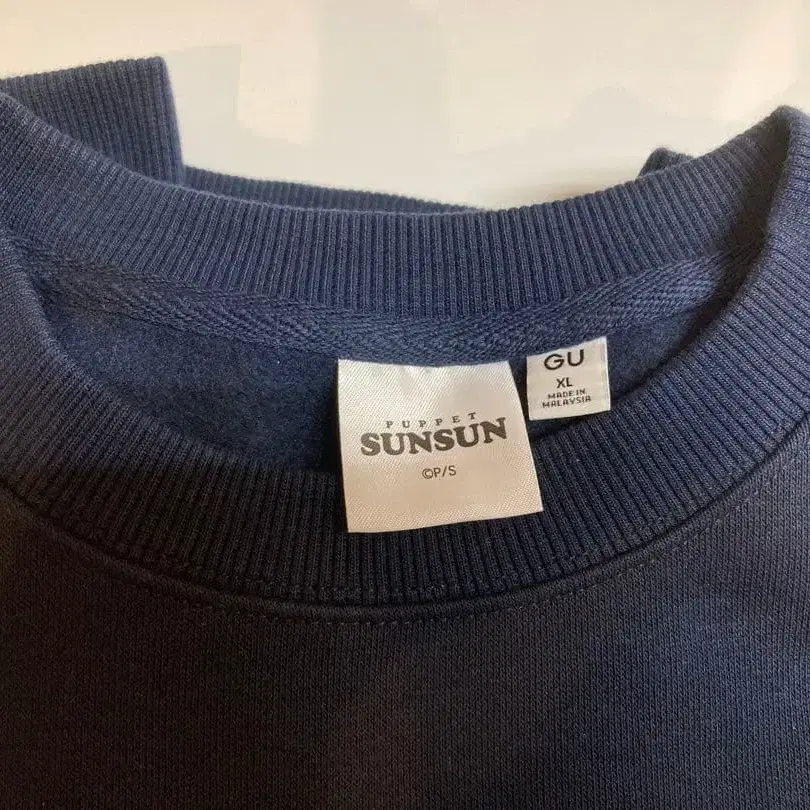 PUPPET
SUNSUN
©P/S
GU
XL
MADE IN
MALAYSIA